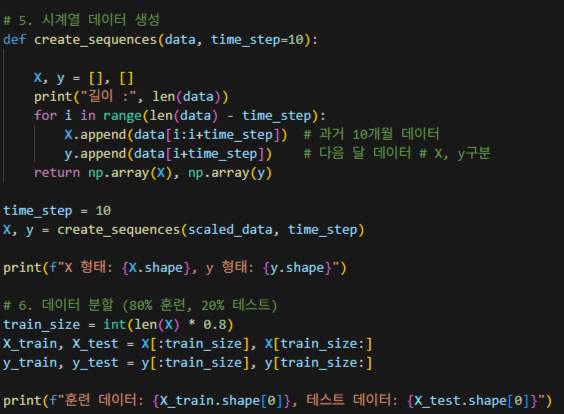 # 5. 시계열 데이터 생성
def create_sequences(data, time_step=10):
    X, y = [], []
    print("길이 :", len(data))
    for i in range(len(data) - time_step):
        X.append(data[i:i+time_step])  # 과거 10개월 데이터
        y.append(data[i+time_step])    # 다음 달 데이터 # X, y구분
    return np.array(X), np.array(y)
time_step = 10
X, y = create_sequences(scaled_data, time_step)
print(f"X 형태: {X.shape}, y 형태: {y.shape}")
# 6. 데이터 분할 (80% 훈련, 20% 테스트)
train_size = int(len(X) * 0.8)
X_train, X_test = X[:train_size], X[train_size:]
y_train, y_test = y[:train_size], y[train_size:]
print(f"훈련 데이터: {X_train.shape[0]}, 테스트 데이터: {X_test.shape[0]}")